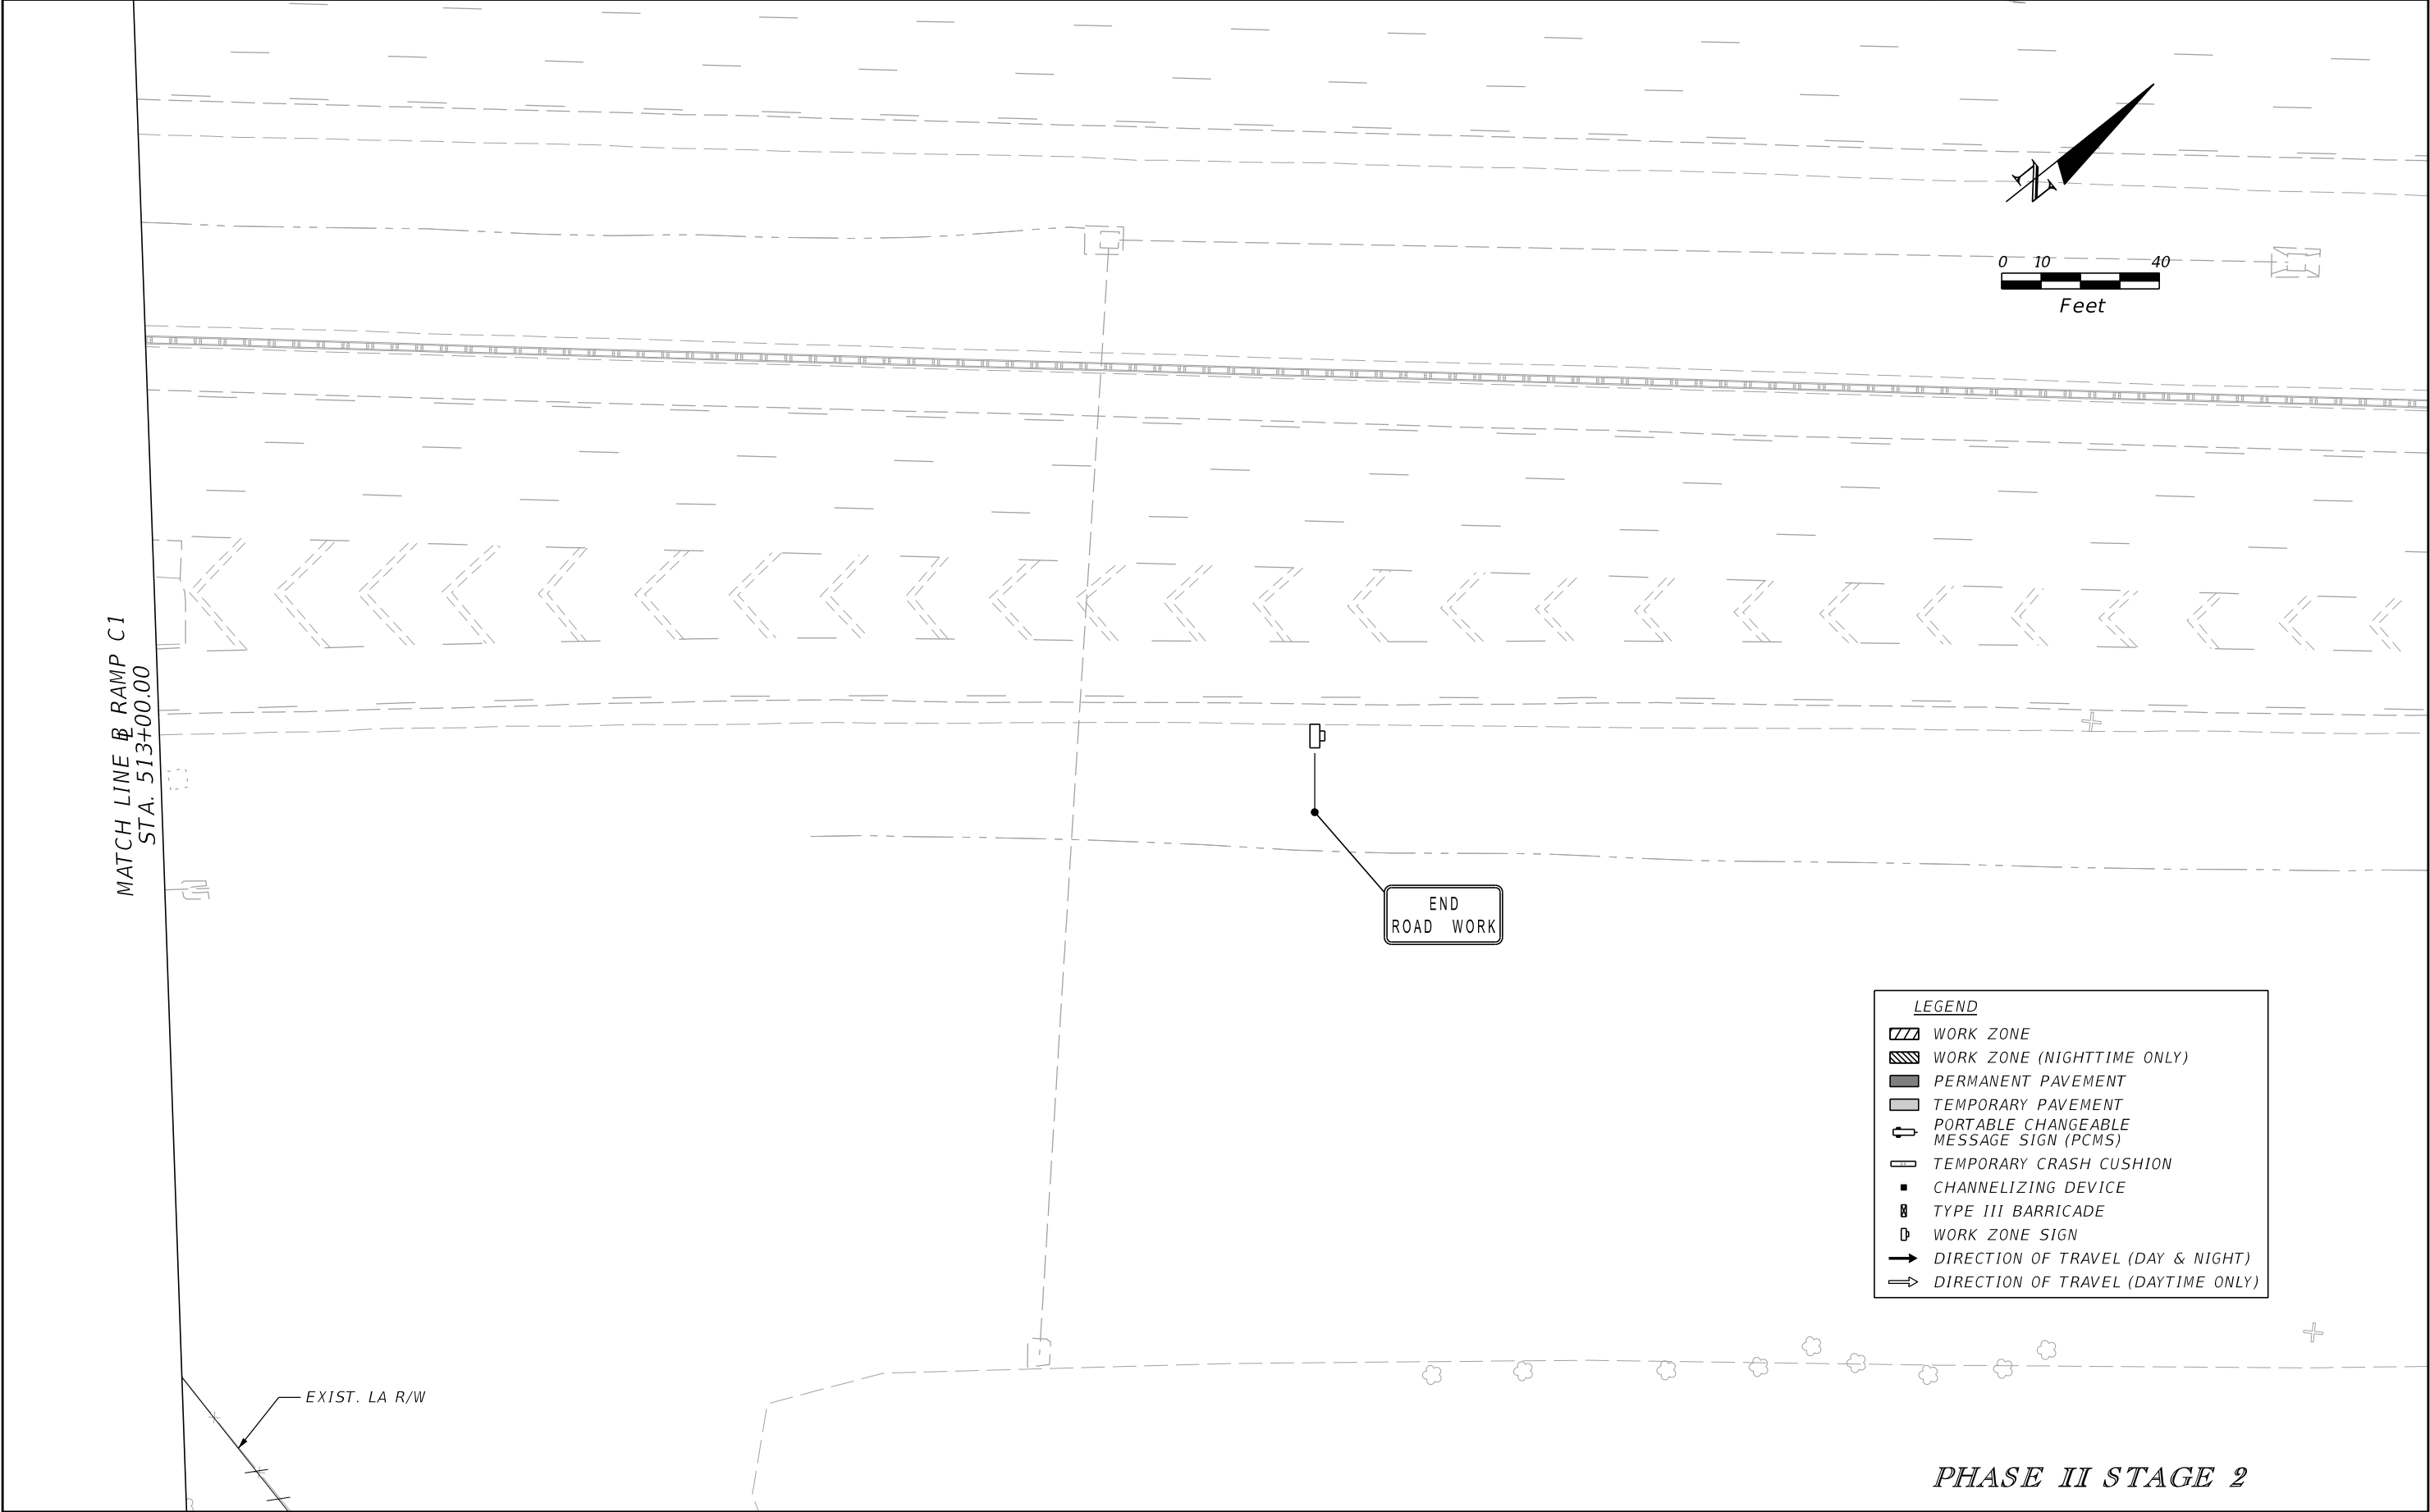 0 10 40
Feet
MATCH LINE ⅊ RAMP C1
STA. 513+00.00
END
ROAD WORK
LEGEND
WORK ZONE
WORK ZONE (NIGHTTIME ONLY)
PERMANENT PAVEMENT
TEMPORARY PAVEMENT
PORTABLE CHANGEABLE
MESSAGE SIGN (PCMS)
TEMPORARY CRASH CUSHION
CHANNELIZING DEVICE
TYPE III BARRICADE
WORK ZONE SIGN
DIRECTION OF TRAVEL (DAY & NIGHT)
DIRECTION OF TRAVEL (DAYTIME ONLY)
EXIST. LA R/W
PHASE II STAGE 2